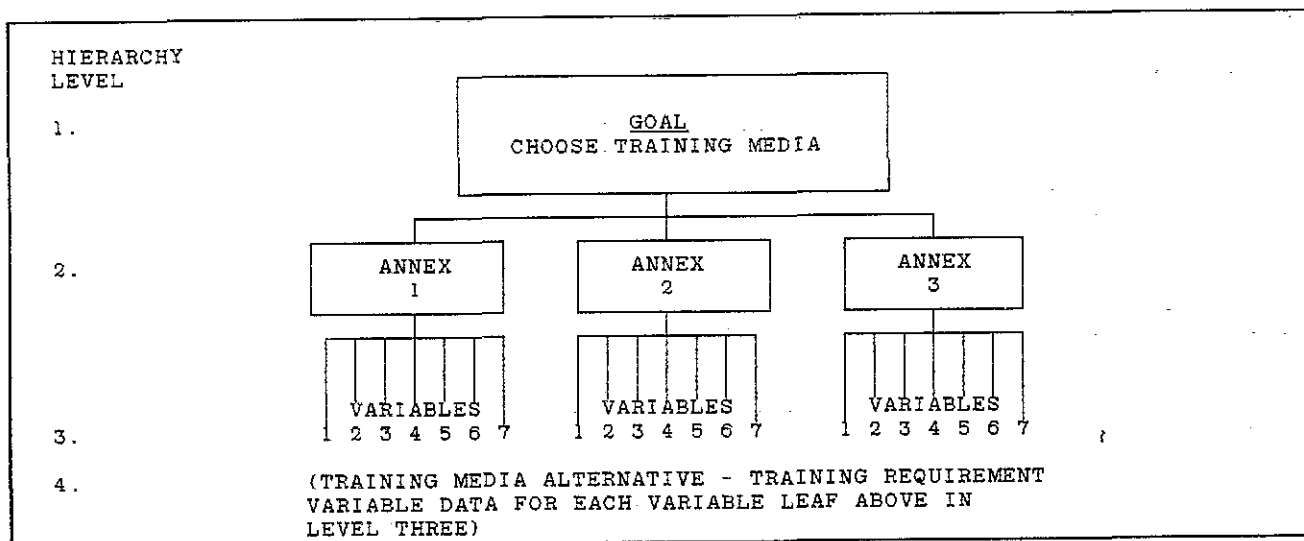 HIERARCHY
LEVEL
1.
GOAL
CHOOSE TRAINING MEDIA
2.
ANNEX
1
ANNEX
2
ANNEX
3
VARIABLES
VARIABLES
VARIABLES
3.
1 2 3 4 5 6 7
1 2 3 4 5 6 7
1 2 3 4 5 6 7
4.
(TRAINING MEDIA ALTERNATIVE - TRAINING REQUIREMENT
VARIABLE DATA FOR EACH VARIABLE LEAF ABOVE IN
LEVEL THREE)